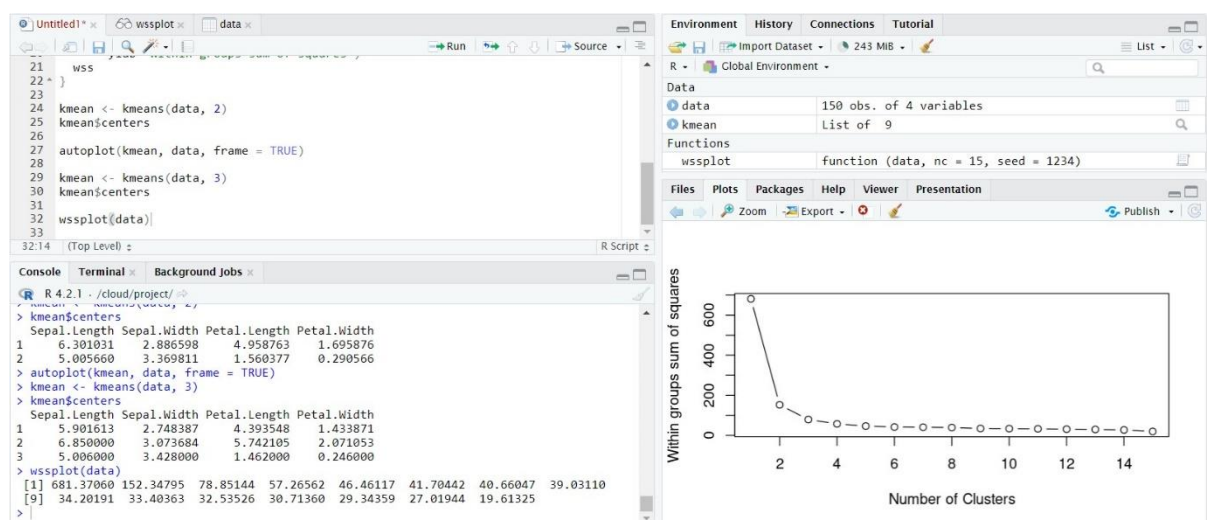 Untitled1* × wssplot × data ×
Run Source
ylab "within groups sum of squares")
21 wss
22 }
23
24 kmean <- kmeans(data, 2)
25 kmean$centers
26
27 autoplot(kmean, data, frame = TRUE)
28
29 kmean <- kmeans(data, 3)
30 kmean$centers
31
32 wssplot(data)
33
32:14 (Top Level) R Script
Console Terminal × Background Jobs ×
R 4.2.1 · /cloud/project/
> kmean <- kmeans(data, 2)
> kmean$centers
Sepal.Length Sepal.Width Petal.Length Petal.Width
1 6.301031 2.886598 4.958763 1.695876
2 5.005660 3.369811 1.560377 0.290566
> autoplot(kmean, data, frame = TRUE)
> kmean <- kmeans(data, 3)
> kmean$centers
Sepal.Length Sepal.Width Petal.Length Petal.Width
1 5.901613 2.748387 4.393548 1.433871
2 6.850000 3.073684 5.742105 2.071053
3 5.006000 3.428000 1.462000 0.246000
> wssplot(data)
[1] 681.37060 152.34795 78.85144 57.26562 46.46117 41.70442 40.66047 39.03110
[9] 34.20191 33.40363 32.53526 30.71360 29.34359 27.01944 19.61325
>
Environment History Connections Tutorial
Import Dataset 243 MiB List
R Global Environment
Data
data 150 obs. of 4 variables
kmean List of 9
Functions
wssplot function (data, nc = 15, seed = 1234)
Files Plots Packages Help Viewer Presentation
Zoom Export Publish
Within groups sum of squares
600
400
200
0
2 4 6 8 10 12 14
Number of Clusters